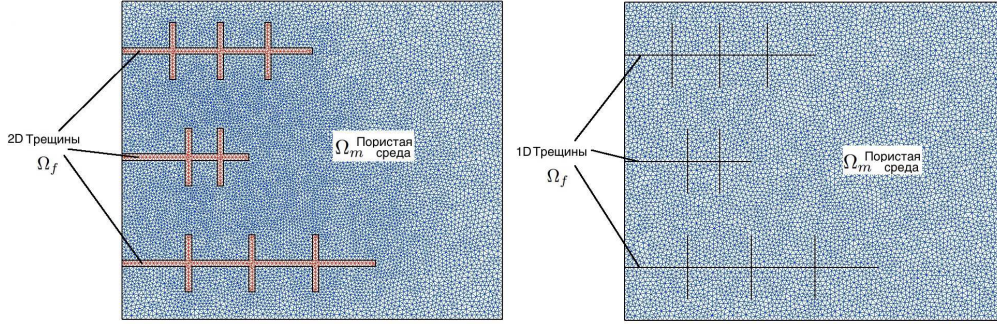 2D Трещины
Ω_f
Ω_m Пористая
среда
1D Трещины
Ω_f
Ω_m Пористая
среда